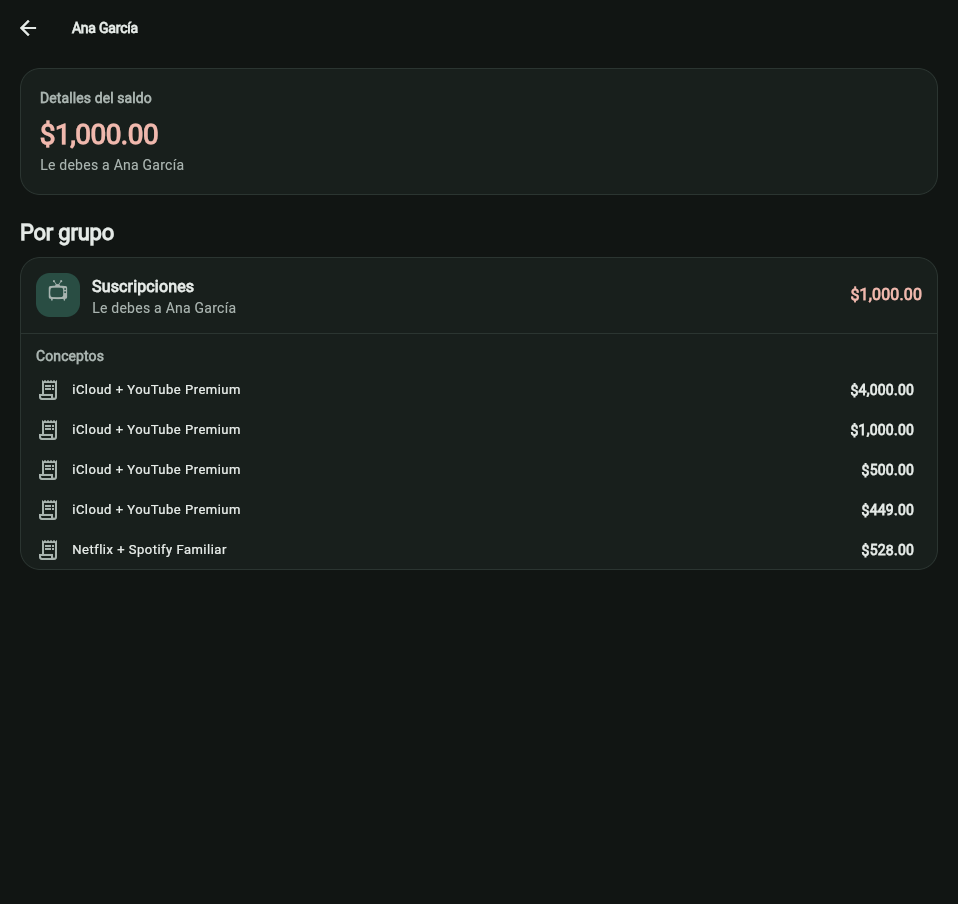 Ana García
Detalles del saldo
$1,000.00
Le debes a Ana García
Por grupo
Suscripciones
Le debes a Ana García
$1,000.00
Conceptos
iCloud + YouTube Premium $4,000.00
iCloud + YouTube Premium $1,000.00
iCloud + YouTube Premium $500.00
iCloud + YouTube Premium $449.00
Netflix + Spotify Familiar $528.00